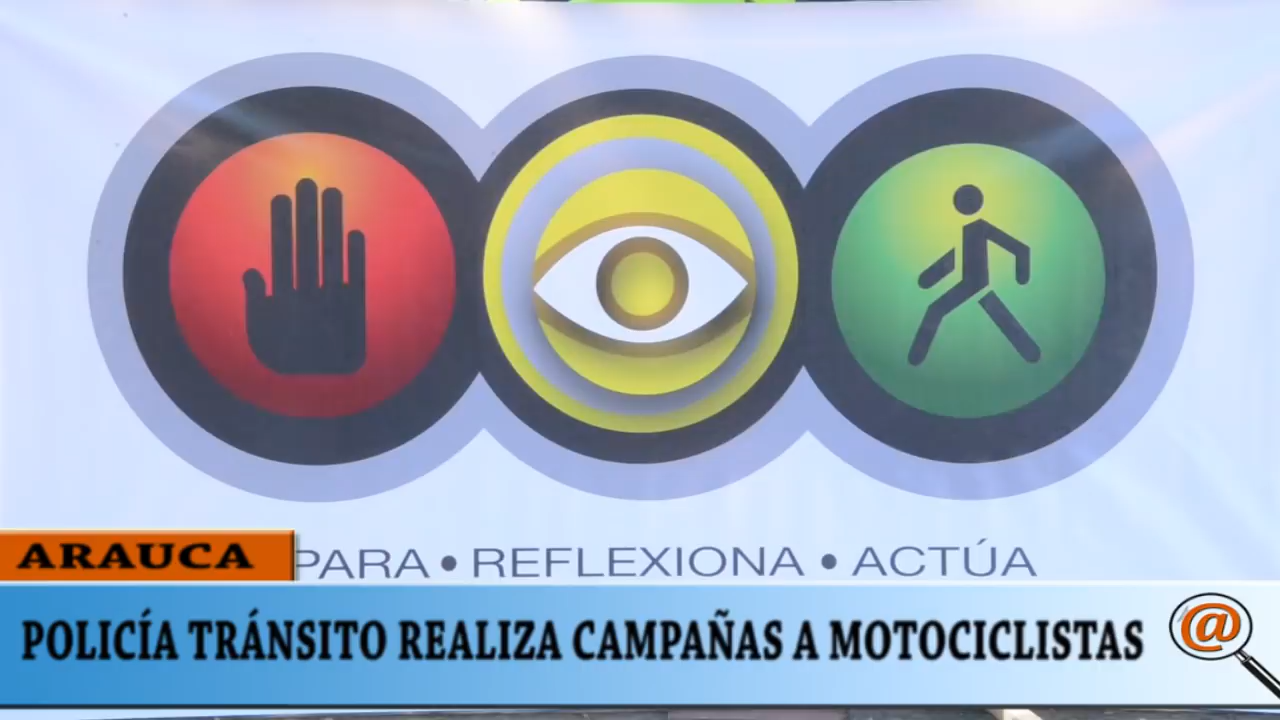 PARA • REFLEXIONA • ACTÚA
ARAUCA
POLICÍA TRÁNSITO REALIZA CAMPAÑAS A MOTOCICLISTAS
@